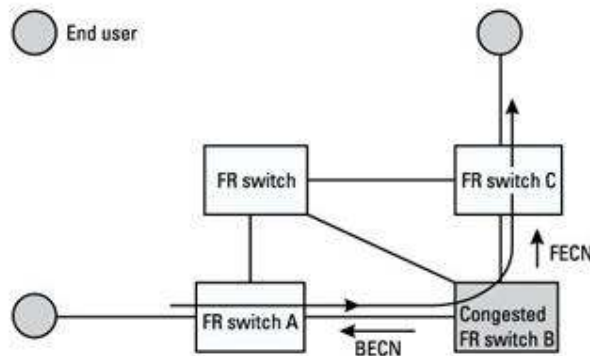 End user
FR switch
FR switch C
FECN
FR switch A
Congested
FR switch B
BECN